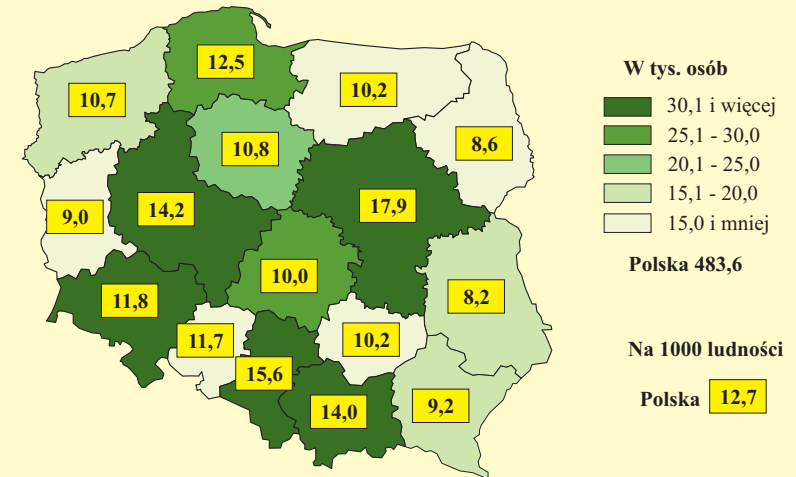 12,5
10,7
10,2
10,8
8,6
9,0
14,2
17,9
10,0
11,8
8,2
11,7
10,2
15,6
14,0
9,2
W tys. osób
30,1 i więcej
25,1 - 30,0
20,1 - 25,0
15,1 - 20,0
15,0 i mniej
Polska 483,6
Na 1000 ludności
Polska 12,7